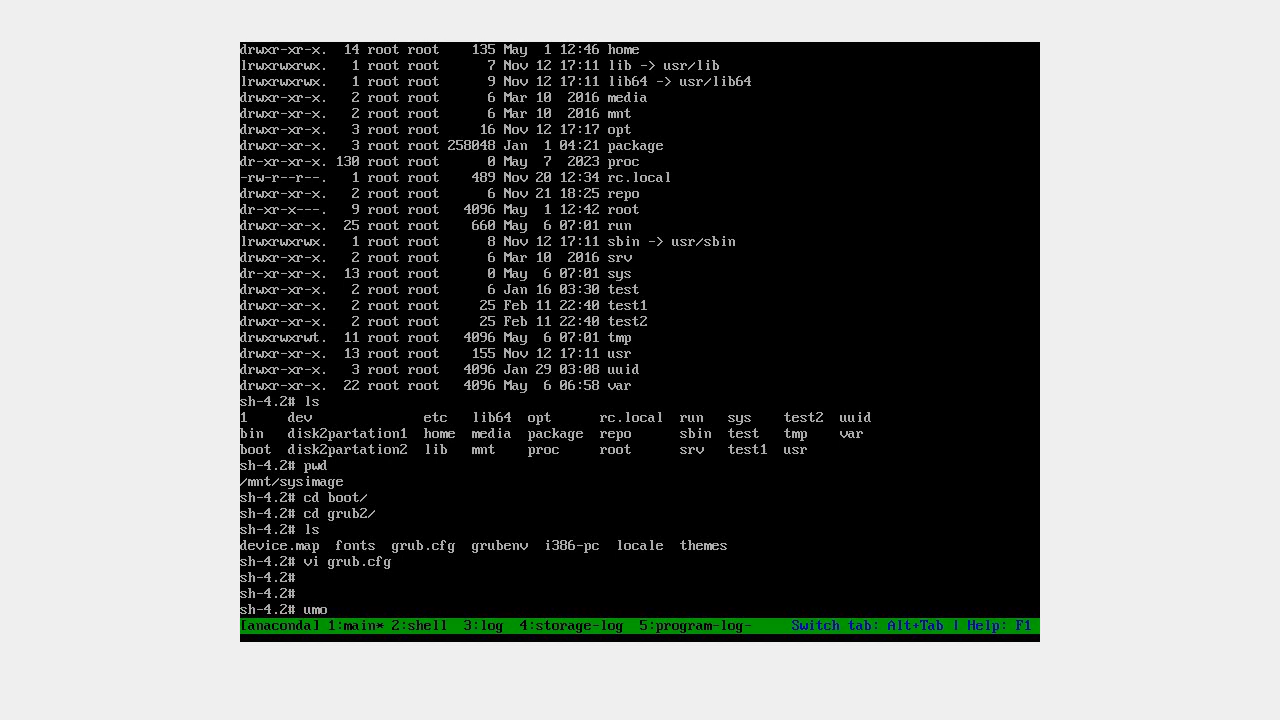 drwxr-xr-x.  14 root root    135 May  1 12:46 home
lrwxrwxrwx.   1 root root      7 Nov 12 17:11 lib -> usr/lib
lrwxrwxrwx.   1 root root      9 Nov 12 17:11 lib64 -> usr/lib64
drwxr-xr-x.   2 root root      6 Mar 10  2016 media
drwxr-xr-x.   2 root root      6 Mar 10  2016 mnt
drwxr-xr-x.   3 root root     16 Nov 12 17:17 opt
drwxr-xr-x.   3 root root 258048 Jan  1 04:21 package
dr-xr-xr-x. 130 root root      0 May  7  2023 proc
-rw-r--r--.   1 root root    489 Nov 20 12:34 rc.local
drwxr-xr-x.   2 root root      6 Nov 21 18:25 repo
dr-xr-x---.   9 root root   4096 May  1 12:42 root
drwxr-xr-x.  25 root root    660 May  6 07:01 run
lrwxrwxrwx.   1 root root      8 Nov 12 17:11 sbin -> usr/sbin
drwxr-xr-x.   2 root root      6 Mar 10  2016 srv
dr-xr-xr-x.  13 root root      0 May  6 07:01 sys
drwxr-xr-x.   2 root root      6 Jan 16 03:30 test
drwxr-xr-x.   2 root root     25 Feb 11 22:40 test1
drwxr-xr-x.   2 root root     25 Feb 11 22:40 test2
drwxrwxrwt.  11 root root   4096 May  6 07:01 tmp
drwxr-xr-x.  13 root root    155 Nov 12 17:11 usr
drwxr-xr-x.   3 root root   4096 Jan 29 03:08 uuid
drwxr-xr-x.  22 root root   4096 May  6 06:58 var
sh-4.2# ls
1     dev              etc   lib64  opt      rc.local  run   sys    test2  uuid
bin   disk2partation1  home  media  package  repo      sbin  test   tmp    var
boot  disk2partation2  lib   mnt    proc     root      srv   test1  usr
sh-4.2# pwd
/mnt/sysimage
sh-4.2# cd boot/
sh-4.2# cd grub2/
sh-4.2# ls
device.map  fonts  grub.cfg  grubenv  i386-pc  locale  themes
sh-4.2# vi grub.cfg
sh-4.2#
sh-4.2#
sh-4.2# umo
[anaconda] 1:main* 2:shell  3:log  4:storage-log  5:program-log-     Switch tab: Alt+Tab | Help: F1